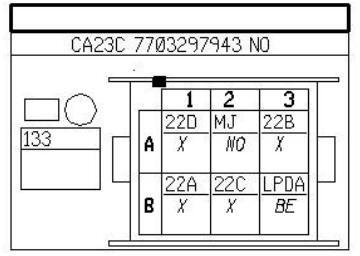 CA23C 7703297943 NO
1 2 3
133
A
22D MJ 22B
X NO X
B
22A 22C LPDA
X X BE